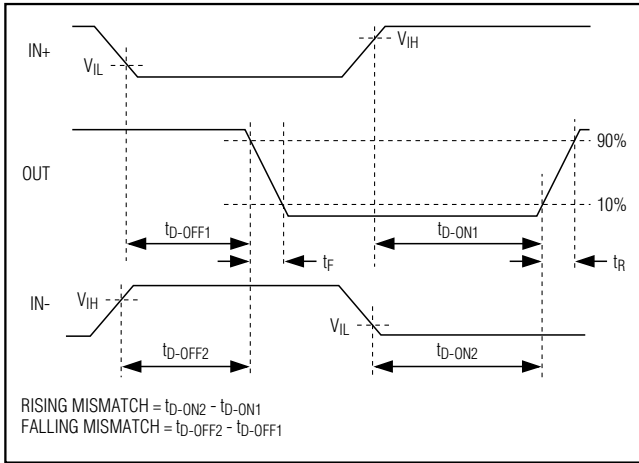 IN+
VIH
VIL
OUT
90%
10%
tD-OFF1
tD-ON1
tF
tR
IN-
VIH
VIL
tD-OFF2
tD-ON2
RISING MISMATCH = tD-ON2 - tD-ON1
FALLING MISMATCH = tD-OFF2 - tD-OFF1